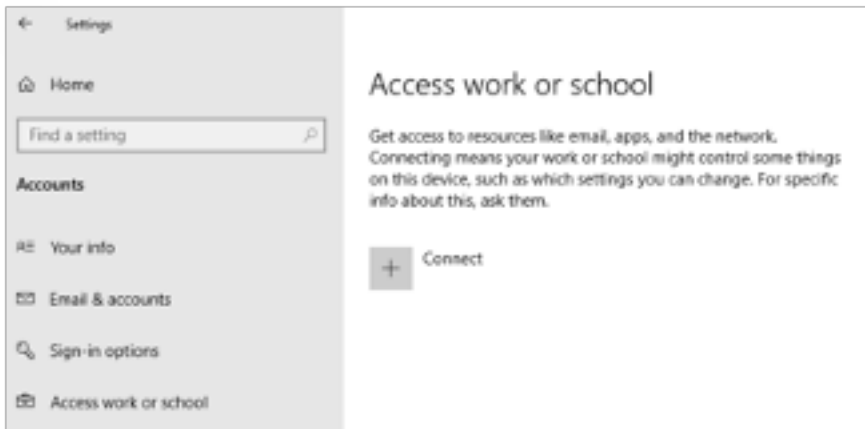 Settings
Home
Find a setting
Accounts
Your info
Email & accounts
Sign-in options
Access work or school
Access work or school
Get access to resources like email, apps, and the network.
Connecting means your work or school might control some things
on this device, such as which settings you can change. For specific
info about this, ask them.
Connect